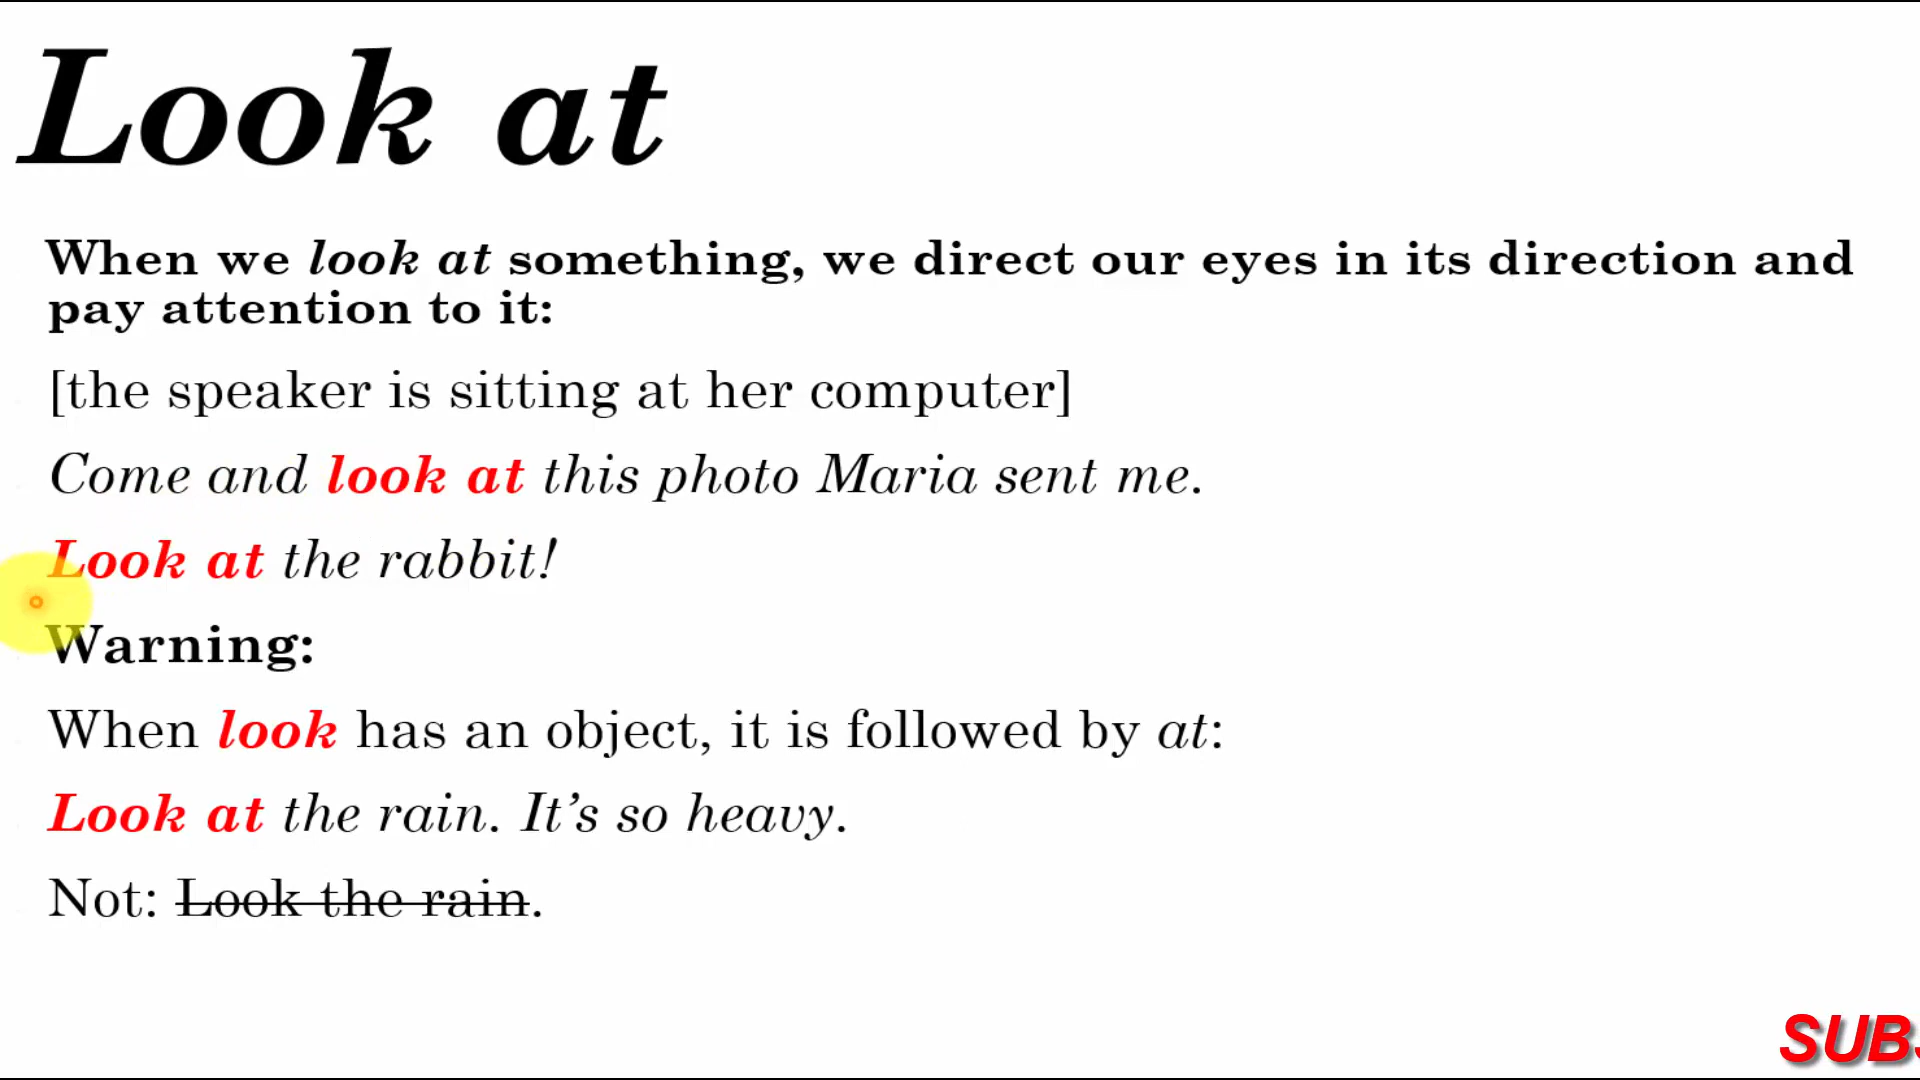 Look at
When we look at something, we direct our eyes in its direction and
pay attention to it:
[the speaker is sitting at her computer]
Come and look at this photo Maria sent me.
Look at the rabbit!
Warning:
When look has an object, it is followed by at:
Look at the rain. It’s so heavy.
Not: Look the rain.
SUB